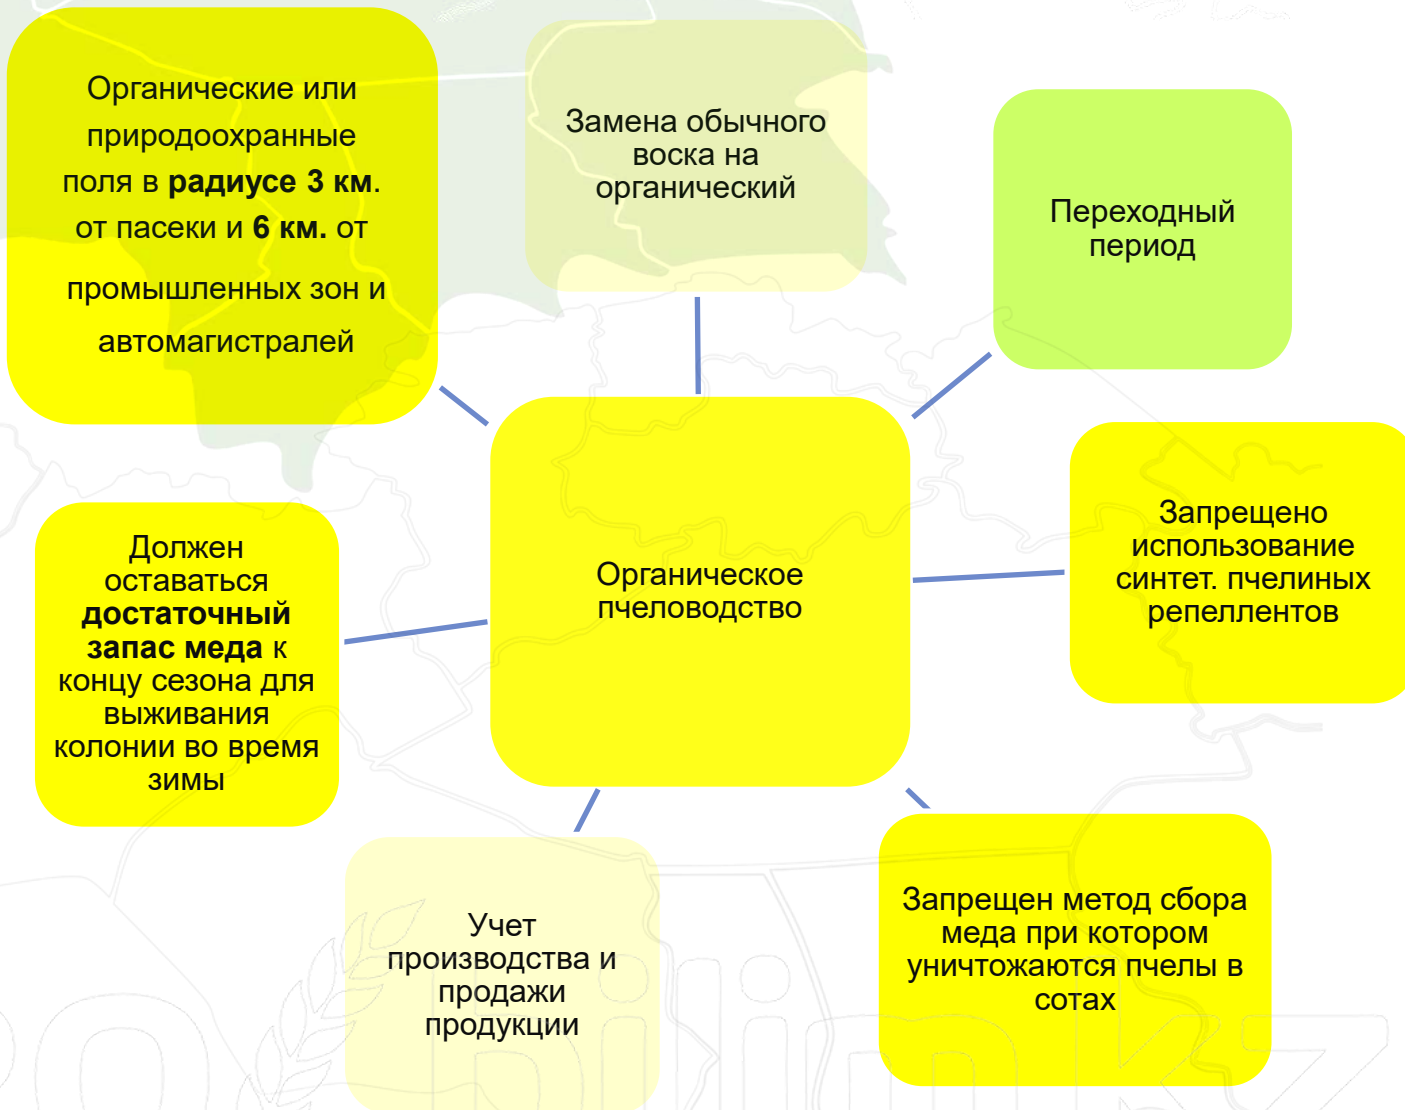 Органические или
природоохранные
поля в радиусе 3 км.
от пасеки и 6 км. от
промышленных зон и
автомагистралей
Замена обычного
воска на
органический
Переходный
период
Запрещено
использование
синтет. пчелиных
репеллентов
Органическое
пчеловодство
Должен
оставаться
достаточный
запас меда к
концу сезона для
выживания
колонии во время
зимы
Учет
производства и
продажи
продукции
Запрещен метод сбора
меда при котором
уничтожаются пчелы в
сотах
bilim kz